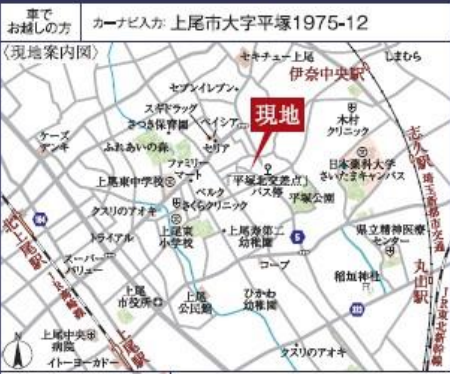 車で
お越しの方
カーナビ入力: 上尾市大字平塚1975-12
〈現地案内図〉
セキチュー上尾
しまむら
伊奈中央駅
セブンイレブン
スギドラッグ
ベイシア
さつき保育園
現地
木村
クリニック
志久駅
ケーズ
デンキ
ふれあいの森
セリア
ファミリー
マート
日本薬科大学
さいたまキャンパス
埼玉新都市交通
上尾東中学校
ベルク
「平塚北交差点」
バス停
さくらクリニック
平塚公園
クスリのアオキ
164
北上尾駅
トライアル
上尾東
小学校
上尾寿第二
幼稚園
5
県立精神医療
センター
スーパー
バリュー
コープ
丸山駅
JR高崎線
稲垣神社
上尾
市役所
上尾
公民館
ひかわ
幼稚園
323
JR東北新幹線
N
上尾中央
病院
上尾駅
イトーヨーカドー
クスリのアオキ